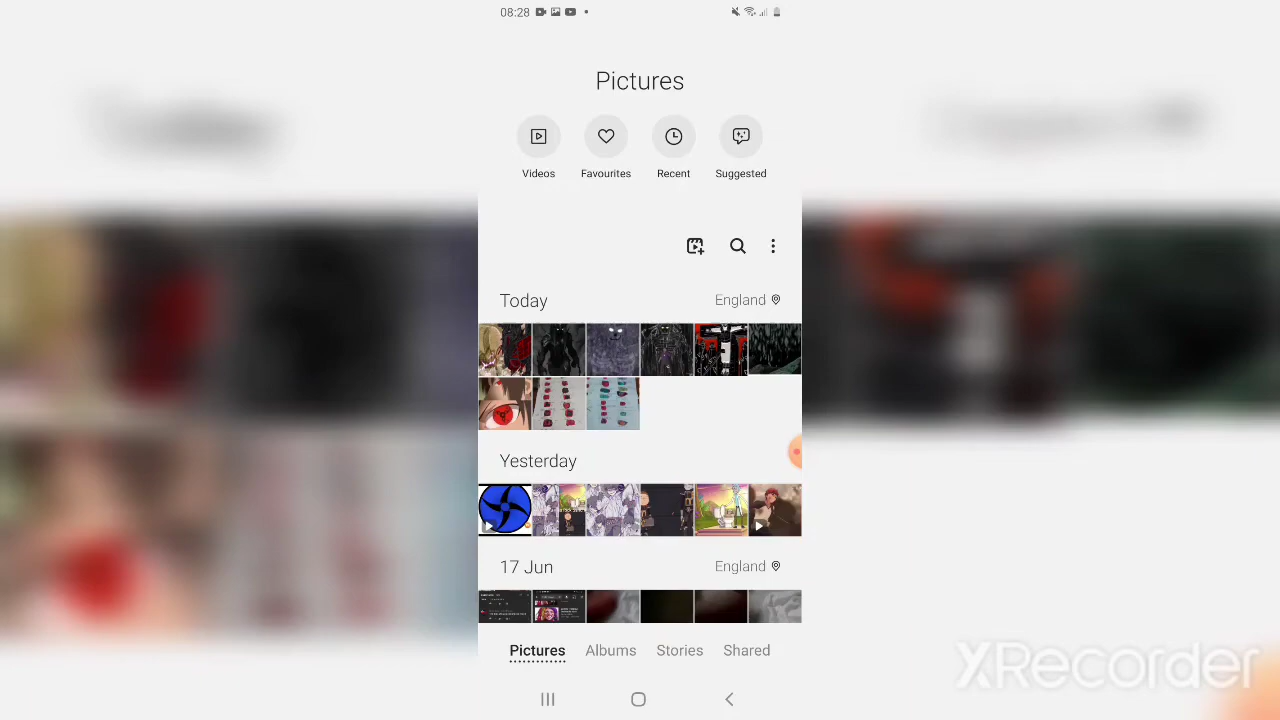 08:28
Pictures
Videos Favourites Recent Suggested
Today England
Yesterday
17 Jun England
Pictures Albums Stories Shared
XRecorder